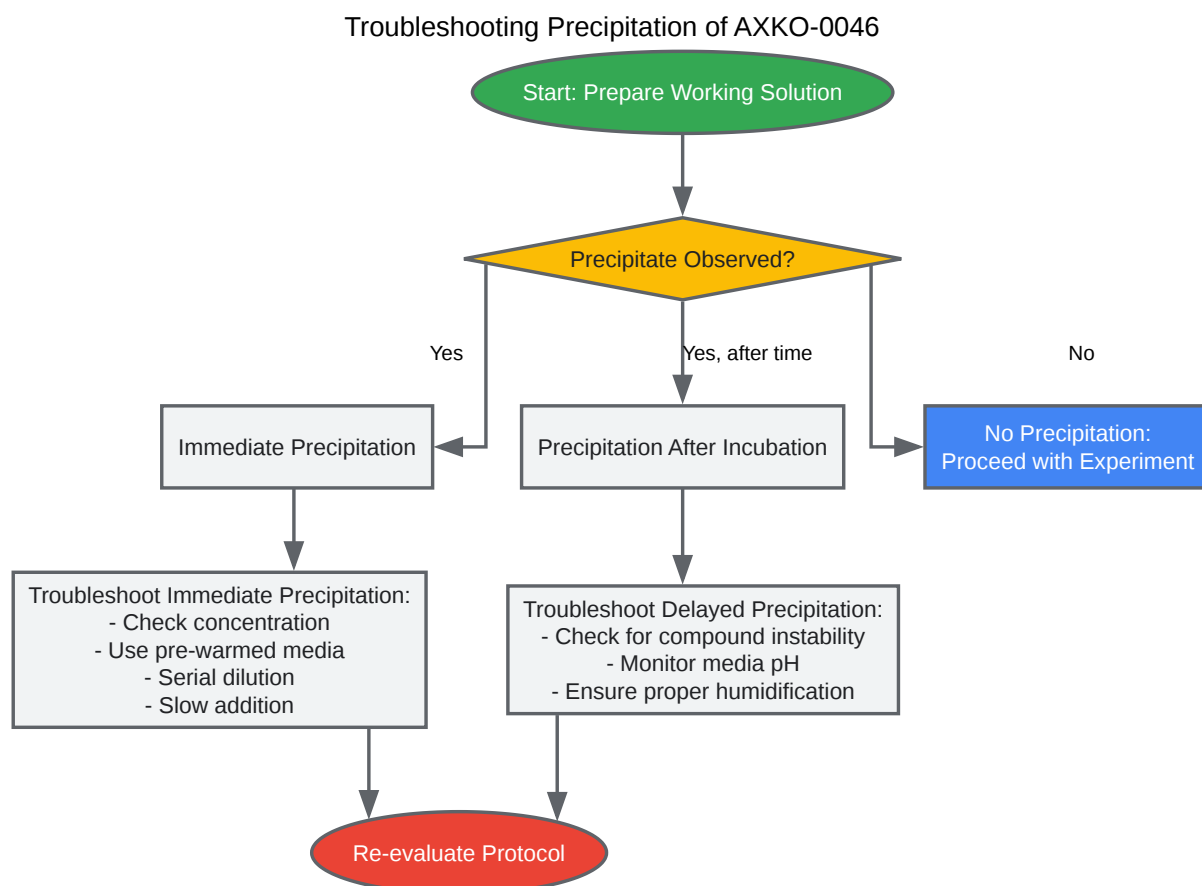 Troubleshooting Precipitation of AXKO-0046
Start: Prepare Working Solution
Precipitate Observed?
Yes
Yes, after time
No
Immediate Precipitation
Precipitation After Incubation
No Precipitation:
Proceed with Experiment
Troubleshoot Immediate Precipitation:
- Check concentration
- Use pre-warmed media
- Serial dilution
- Slow addition
Troubleshoot Delayed Precipitation:
- Check for compound instability
- Monitor media pH
- Ensure proper humidification
Re-evaluate Protocol